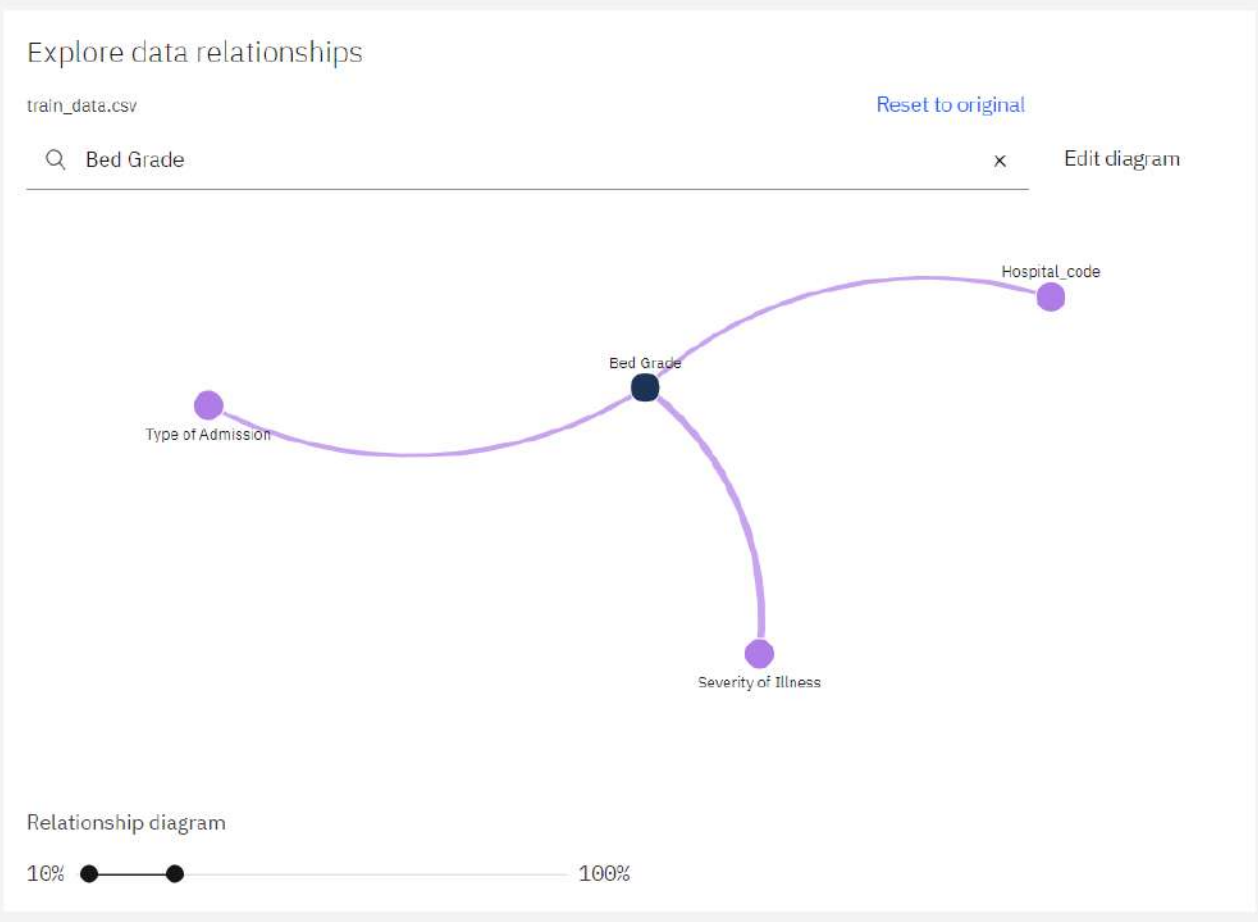 Explore data relationships
train_data.csv
Reset to original
Bed Grade
Edit diagram
Hospital_code
Bed Grade
Type of Admission
Severity of Illness
Relationship diagram
10%
100%